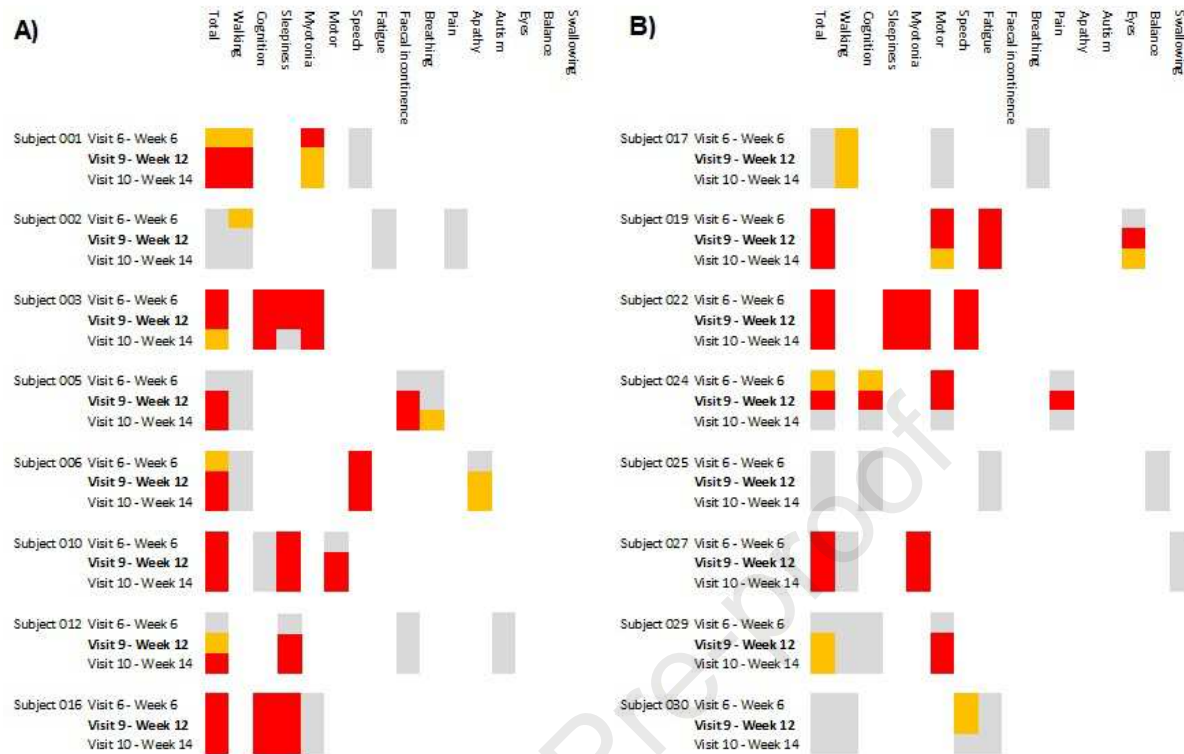 A)
Total
Walking
Cognition
Sleepiness
Myotonia
Motor
Speech
Fatigue
Faecal incontinence
Breathing
Pain
Apathy
Autism
Eyes
Balance
Swallowing
Subject 001 Visit 6 - Week 6
Visit 9 - Week 12
Visit 10 - Week 14
Subject 002 Visit 6 - Week 6
Visit 9 - Week 12
Visit 10 - Week 14
Subject 003 Visit 6 - Week 6
Visit 9 - Week 12
Visit 10 - Week 14
Subject 005 Visit 6 - Week 6
Visit 9 - Week 12
Visit 10 - Week 14
Subject 006 Visit 6 - Week 6
Visit 9 - Week 12
Visit 10 - Week 14
Subject 010 Visit 6 - Week 6
Visit 9 - Week 12
Visit 10 - Week 14
Subject 012 Visit 6 - Week 6
Visit 9 - Week 12
Visit 10 - Week 14
Subject 016 Visit 6 - Week 6
Visit 9 - Week 12
Visit 10 - Week 14
B)
Total
Walking
Cognition
Sleepiness
Myotonia
Motor
Speech
Fatigue
Faecal incontinence
Breathing
Pain
Apathy
Autism
Eyes
Balance
Swallowing
Subject 017 Visit 6 - Week 6
Visit 9 - Week 12
Visit 10 - Week 14
Subject 019 Visit 6 - Week 6
Visit 9 - Week 12
Visit 10 - Week 14
Subject 022 Visit 6 - Week 6
Visit 9 - Week 12
Visit 10 - Week 14
Subject 024 Visit 6 - Week 6
Visit 9 - Week 12
Visit 10 - Week 14
Subject 025 Visit 6 - Week 6
Visit 9 - Week 12
Visit 10 - Week 14
Subject 027 Visit 6 - Week 6
Visit 9 - Week 12
Visit 10 - Week 14
Subject 029 Visit 6 - Week 6
Visit 9 - Week 12
Visit 10 - Week 14
Subject 030 Visit 6 - Week 6
Visit 9 - Week 12
Visit 10 - Week 14
Pre-proof